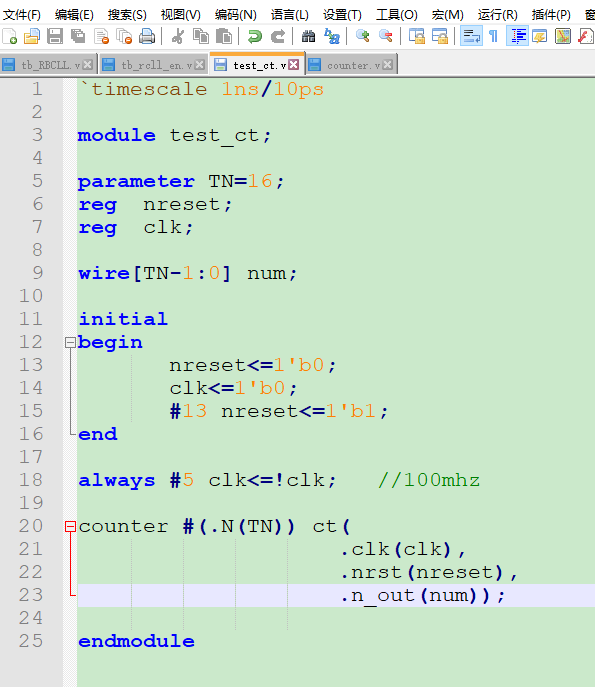 文件(F) 编辑(E) 搜索(S) 视图(V) 编码(N) 语言(L) 设置(T) 工具(O) 宏(M) 运行(R) 插件(P) 窗
tb_RBCLL.v tb_rcll_en.v test_ct.v counter.v
1 `timescale 1ns/10ps
2
3 module test_ct;
4
5 parameter TN=16;
6 reg  nreset;
7 reg  clk;
8
9 wire[TN-1:0] num;
10
11 initial
12 begin
13        nreset<=1'b0;
14        clk<=1'b0;
15        #13 nreset<=1'b1;
16 end
17
18 always #5 clk<=!clk;   //100mhz
19
20 counter #(.N(TN)) ct(
21                     .clk(clk),
22                     .nrst(nreset),
23                     .n_out(num));
24
25 endmodule